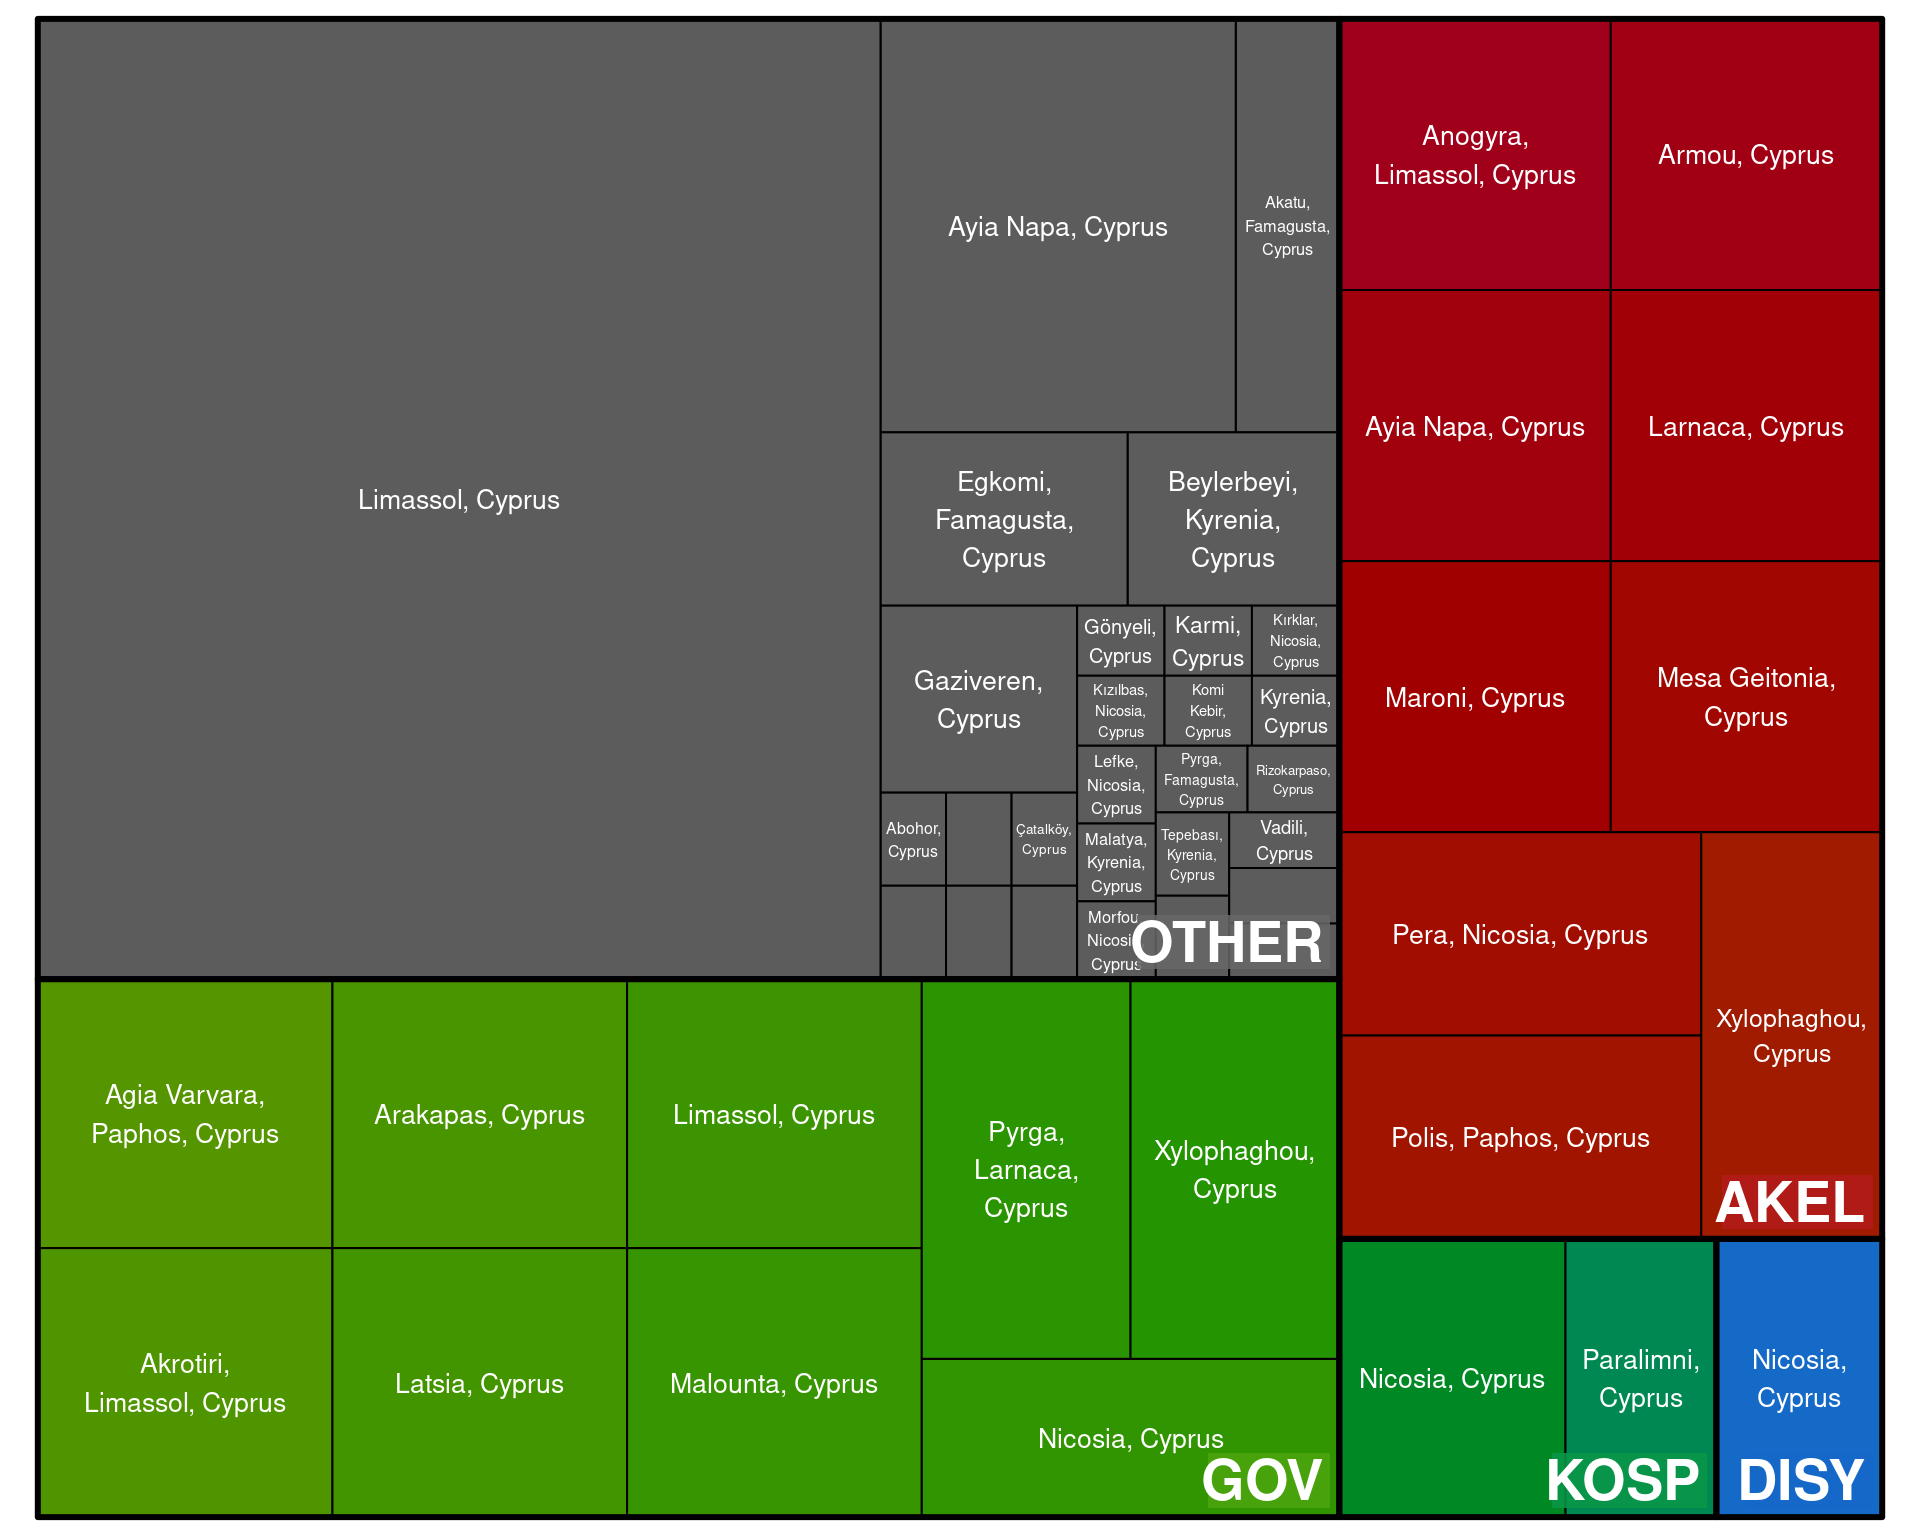 Limassol, Cyprus
Ayia Napa, Cyprus
Akatu,
Famagusta,
Cyprus
Egkomi,
Famagusta,
Cyprus
Beylerbeyi,
Kyrenia,
Cyprus
Gaziveren,
Cyprus
Gönyeli,
Cyprus
Karmi,
Cyprus
Kırklar,
Nicosia,
Cyprus
Kızılbas,
Nicosia,
Cyprus
Komi
Kebir,
Cyprus
Kyrenia,
Cyprus
Lefke,
Nicosia,
Cyprus
Pyrga,
Famagusta,
Cyprus
Rizokarpaso,
Cyprus
Abohor,
Cyprus
Çatalköy,
Cyprus
Malatya,
Kyrenia,
Cyprus
Tepebası,
Kyrenia,
Cyprus
Vadili,
Cyprus
Morfou,
Nicosia,
Cyprus
OTHER
Anogyra,
Limassol, Cyprus
Armou, Cyprus
Ayia Napa, Cyprus
Larnaca, Cyprus
Maroni, Cyprus
Mesa Geitonia,
Cyprus
Pera, Nicosia, Cyprus
Polis, Paphos, Cyprus
Xylophaghou,
Cyprus
AKEL
Agia Varvara,
Paphos, Cyprus
Arakapas, Cyprus
Limassol, Cyprus
Pyrga,
Larnaca,
Cyprus
Xylophaghou,
Cyprus
Akrotiri,
Limassol, Cyprus
Latsia, Cyprus
Malounta, Cyprus
Nicosia, Cyprus
GOV
Nicosia, Cyprus
Paralimni,
Cyprus
KOSP
Nicosia,
Cyprus
DISY